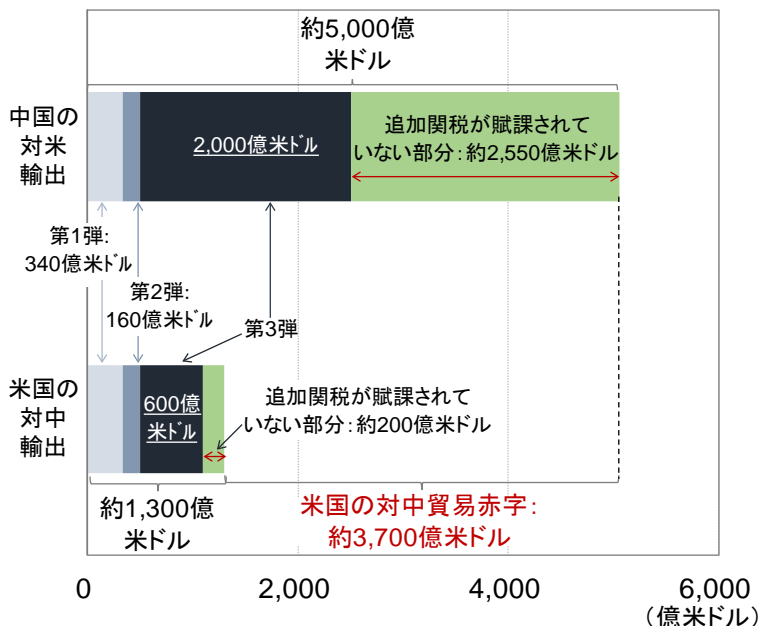 約5,000億
米ドル
中国の
対米
輸出
2,000億米ﾄﾞﾙ
追加関税が賦課されて
いない部分：約2,550億米ドル
第1弾:
340億米ﾄﾞﾙ
第2弾:
160億米ﾄﾞﾙ
第3弾
米国の
対中
輸出
600億
米ﾄﾞﾙ
追加関税が賦課されて
いない部分：約200億米ドル
約1,300億
米ドル
米国の対中貿易赤字：
約3,700億米ドル
0
2,000
4,000
6,000
（億米ドル）